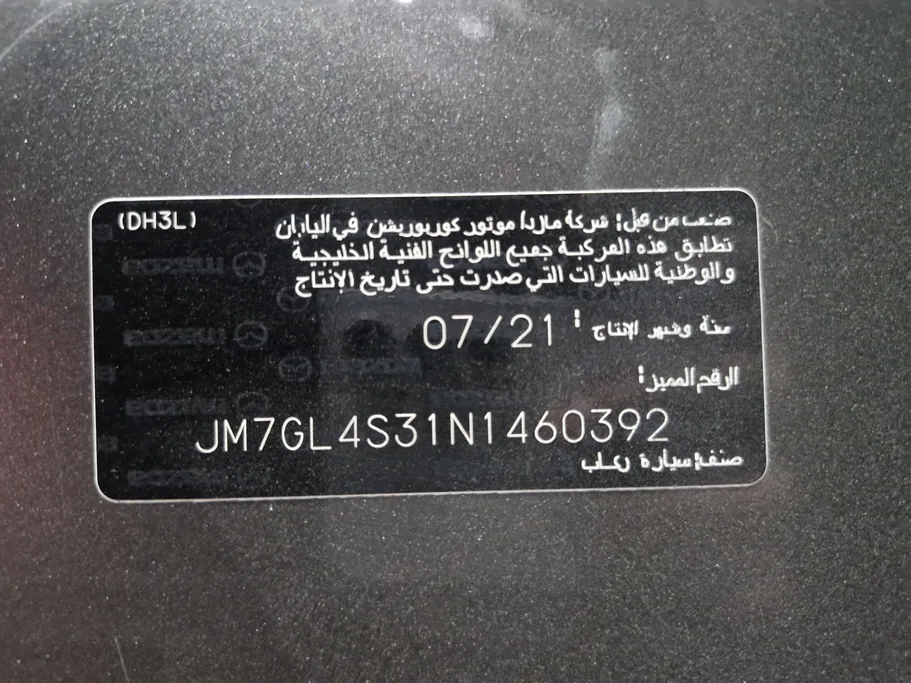 (DH3L)
صنعت من قبل: شركة مازدا موتور كوربوريشن في اليابان
تطابق هذه المركبة جميع اللوائح الفنية الخليجية
والوطنية للسيارات التي صدرت حتى تاريخ الإنتاج
سنة وشهر الإنتاج : 07/21
الرقم المميز:
JM7GL4S31N1460392
صنف: سيارة ركاب